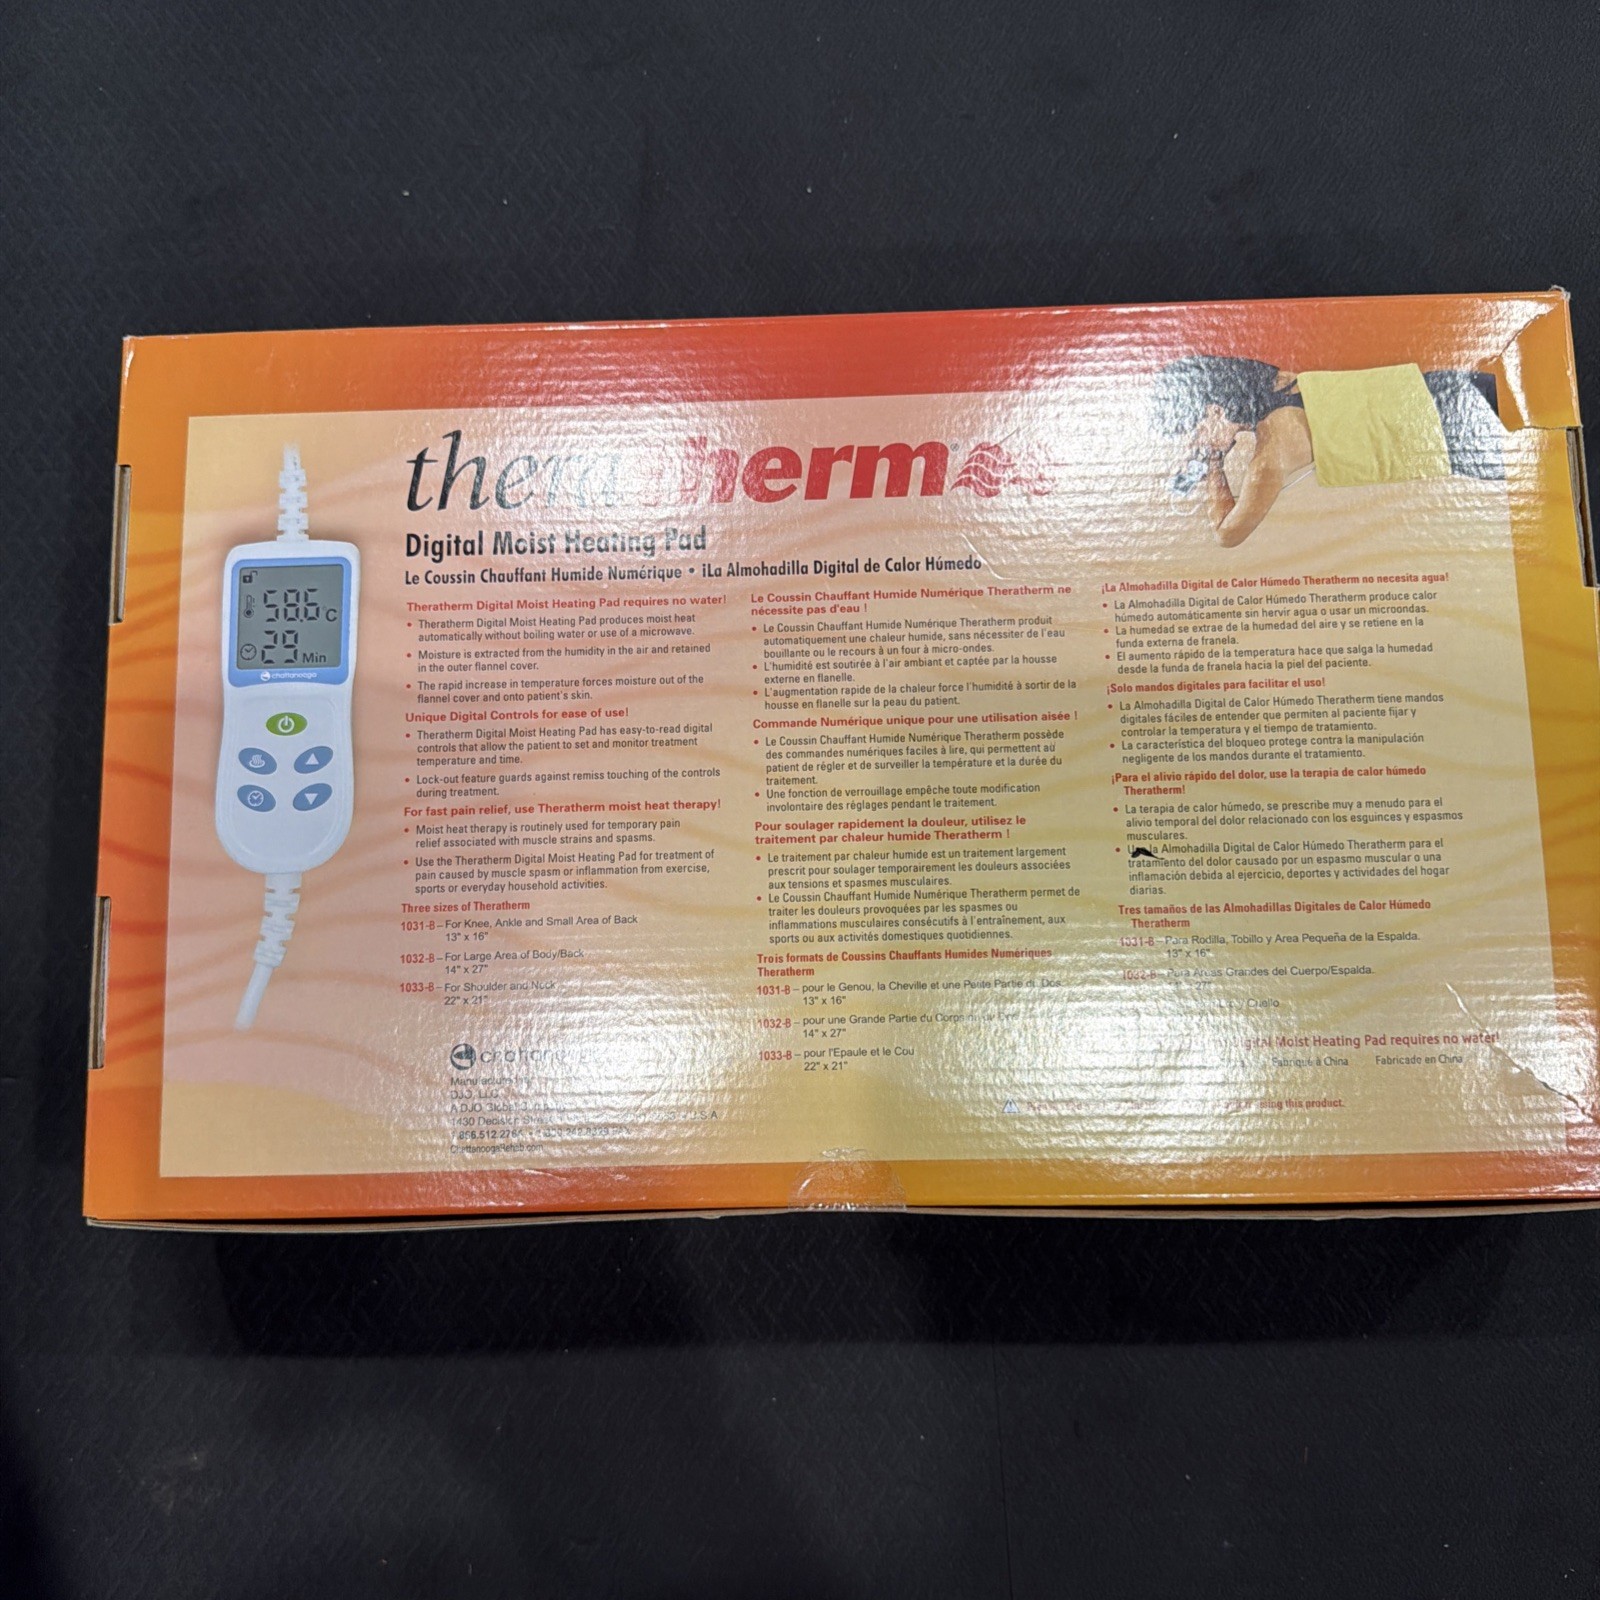 therm
Digital Moist Heating Pad
Le Coussin Chauffant Humide Numérique • ¡La Almohadilla Digital de Calor Húmedo
58.6 C
29 Min
chattanooga
Theratherm Digital Moist Heating Pad requires no water!
• Theratherm Digital Moist Heating Pad produces moist heat
automatically without boiling water or use of a microwave.
• Moisture is extracted from the humidity in the air and retained
in the outer flannel cover.
• The rapid increase in temperature forces moisture out of the
flannel cover and onto patient's skin.
Unique Digital Controls for ease of use!
• Theratherm Digital Moist Heating Pad has easy-to-read digital
controls that allow the patient to set and monitor treatment
temperature and time.
• Lock-out feature guards against remiss touching of the controls
during treatment.
For fast pain relief, use Theratherm moist heat therapy!
• Moist heat therapy is routinely used for temporary pain
relief associated with muscle strains and spasms.
• Use the Theratherm Digital Moist Heating Pad for treatment of
pain caused by muscle spasm or inflammation from exercise,
sports or everyday household activities.
Three sizes of Theratherm
1031-B – For Knee, Ankle and Small Area of Back
13" x 16"
1032-B – For Large Area of Body/Back
14" x 27"
1033-B – For Shoulder and Neck
22" x 21"
DJO, LLC
A DJO Global
1430 Decision
U.S.A
ChattanoogaRehab.com
Le Coussin Chauffant Humide Numérique Theratherm ne
nécessite pas d'eau !
• Le Coussin Chauffant Humide Numérique Theratherm produit
automatiquement une chaleur humide, sans nécessiter de l'eau
bouillante ou le recours à un four à micro-ondes.
• L'humidité est soutirée à l'air ambiant et captée par la housse
externe en flanelle.
• L'augmentation rapide de la chaleur force l'humidité à sortir de la
housse en flanelle sur la peau du patient.
Commande Numérique unique pour une utilisation aisée !
• Le Coussin Chauffant Humide Numérique Theratherm possède
des commandes numériques faciles à lire, qui permettent au
patient de régler et de surveiller la température et la durée du
traitement.
• Une fonction de verrouillage empêche toute modification
involontaire des réglages pendant le traitement.
Pour soulager rapidement la douleur, utilisez le
traitement par chaleur humide Theratherm !
• Le traitement par chaleur humide est un traitement largement
prescrit pour soulager temporairement les douleurs associées
aux tensions et spasmes musculaires.
• Le Coussin Chauffant Humide Numérique Theratherm permet de
traiter les douleurs provoquées par les spasmes ou
inflammations musculaires consécutifs à l'entraînement, aux
sports ou aux activités domestiques quotidiennes.
Trois formats de Coussins Chauffants Humides Numériques
Theratherm
1031-B – pour le Genou, la Cheville et une Petite Partie du Dos
13" x 16"
1032-B – pour une Grande Partie du Corps
14" x 27"
1033-B – pour l'Epaule et le Cou
22" x 21"
¡La Almohadilla Digital de Calor Húmedo Theratherm no necesita agua!
• La Almohadilla Digital de Calor Húmedo Theratherm produce calor
húmedo automáticamente sin hervir agua o usar un microondas.
• La humedad se extrae de la humedad del aire y se retiene en la
funda externa de franela.
• El aumento rápido de la temperatura hace que salga la humedad
desde la funda de franela hacia la piel del paciente.
¡Solo mandos digitales para facilitar el uso!
• La Almohadilla Digital de Calor Húmedo Theratherm tiene mandos
digitales fáciles de entender que permiten al paciente fijar y
controlar la temperatura y el tiempo de tratamiento.
• La característica del bloqueo protege contra la manipulación
negligente de los mandos durante el tratamiento.
¡Para el alivio rápido del dolor, use la terapia de calor húmedo
Theratherm!
• La terapia de calor húmedo, se prescribe muy a menudo para el
alivio temporal del dolor relacionado con los esguinces y espasmos
musculares.
• la Almohadilla Digital de Calor Húmedo Theratherm para el
tratamiento del dolor causado por un espasmo muscular o una
inflamación debida al ejercicio, deportes y actividades del hogar
diarias.
Tres tamaños de las Almohadillas Digitales de Calor Húmedo
Theratherm
1031-B – Para Rodilla, Tobillo y Area Pequeña de la Espalda.
13" x 16"
1032-B – Para Areas Grandes del Cuerpo/Espalda.
27"
Cuello
Digital Moist Heating Pad requires no water!
Fabriqué à China Fabricado en China
using this product.